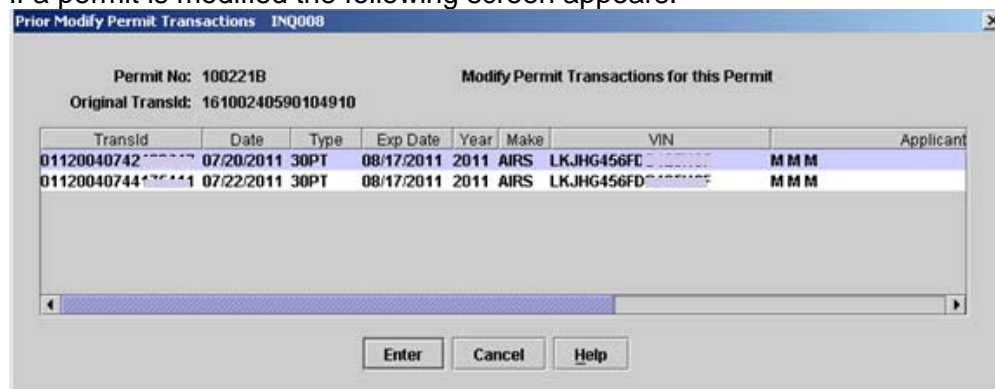 If a permit is modified the following screen appears:
Prior Modify Permit Transactions INQ008
Permit No: 100221B Modify Permit Transactions for this Permit
Original TransId: 16100240590104910
TransId Date Type Exp Date Year Make VIN Applicant
07/20/2011 30PT 08/17/2011 2011 AIRS M M M
07/22/2011 30PT 08/17/2011 2011 AIRS M M M
Enter Cancel Help